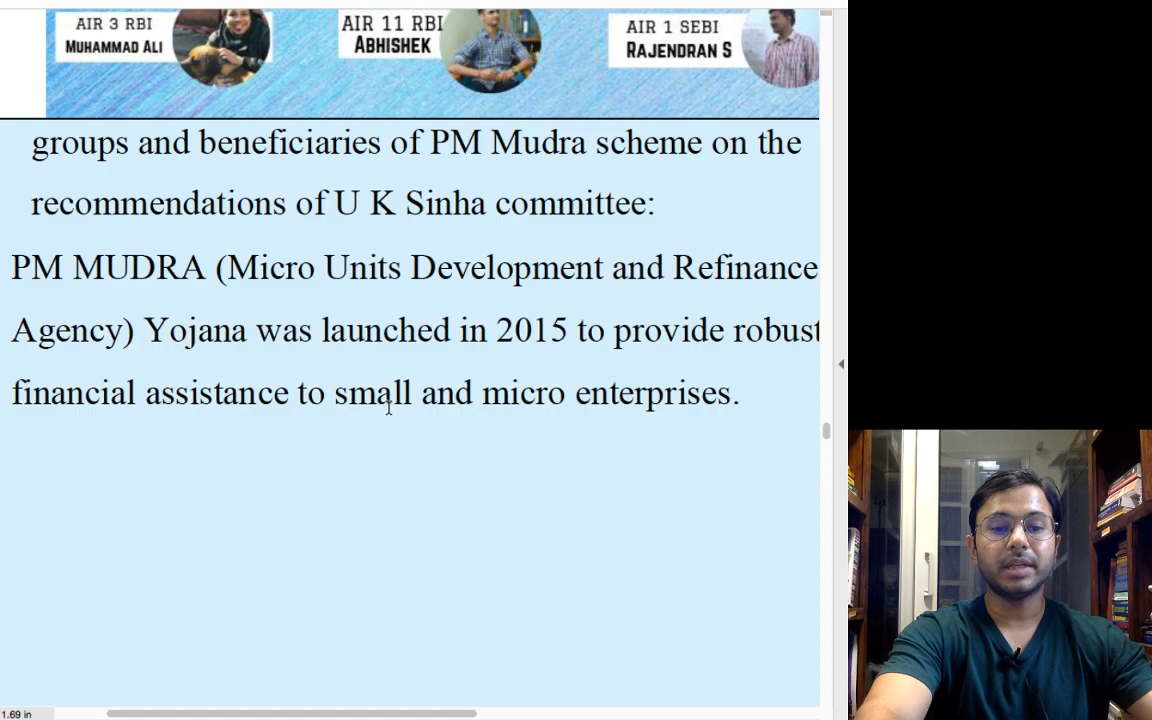 AIR 3 RBI
MUHAMMAD ALI
AIR 11 RBI
ABHISHEK
AIR 1 SEBI
RAJENDRAN S
groups and beneficiaries of PM Mudra scheme on the
recommendations of U K Sinha committee:
PM MUDRA (Micro Units Development and Refinance
Agency) Yojana was launched in 2015 to provide robust
financial assistance to small and micro enterprises.
1.69 in